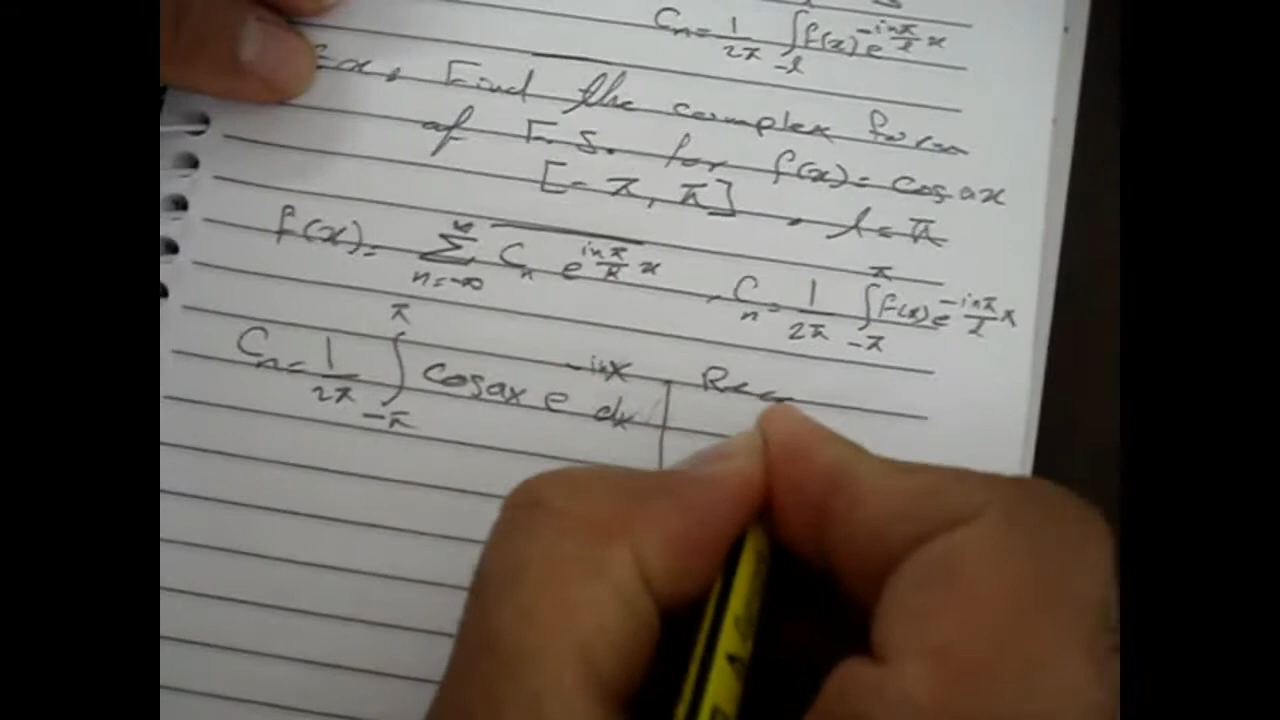 Cn = 1/2π ∫_{-l} f(x) e^{-inπ/l x}
Ex. Find the complex form
of F.S. for f(x) = cos ax
[-π, π] , l = π
f(x) = Σ_{n=-∞}^{∞} Cn e^{inπ/π x} , Cn = 1/2π ∫_{-π}^{π} f(x) e^{-inπ/l x}
Cn = 1/2π ∫_{-π}^{π} cos ax e^{-inx} dx